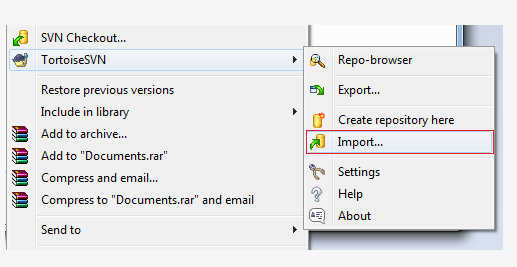 SVN Checkout...
TortoiseSVN
Restore previous versions
Include in library
Add to archive...
Add to "Documents.rar"
Compress and email...
Compress to "Documents.rar" and email
Send to
Repo-browser
Export...
Create repository here
Import...
Settings
Help
About